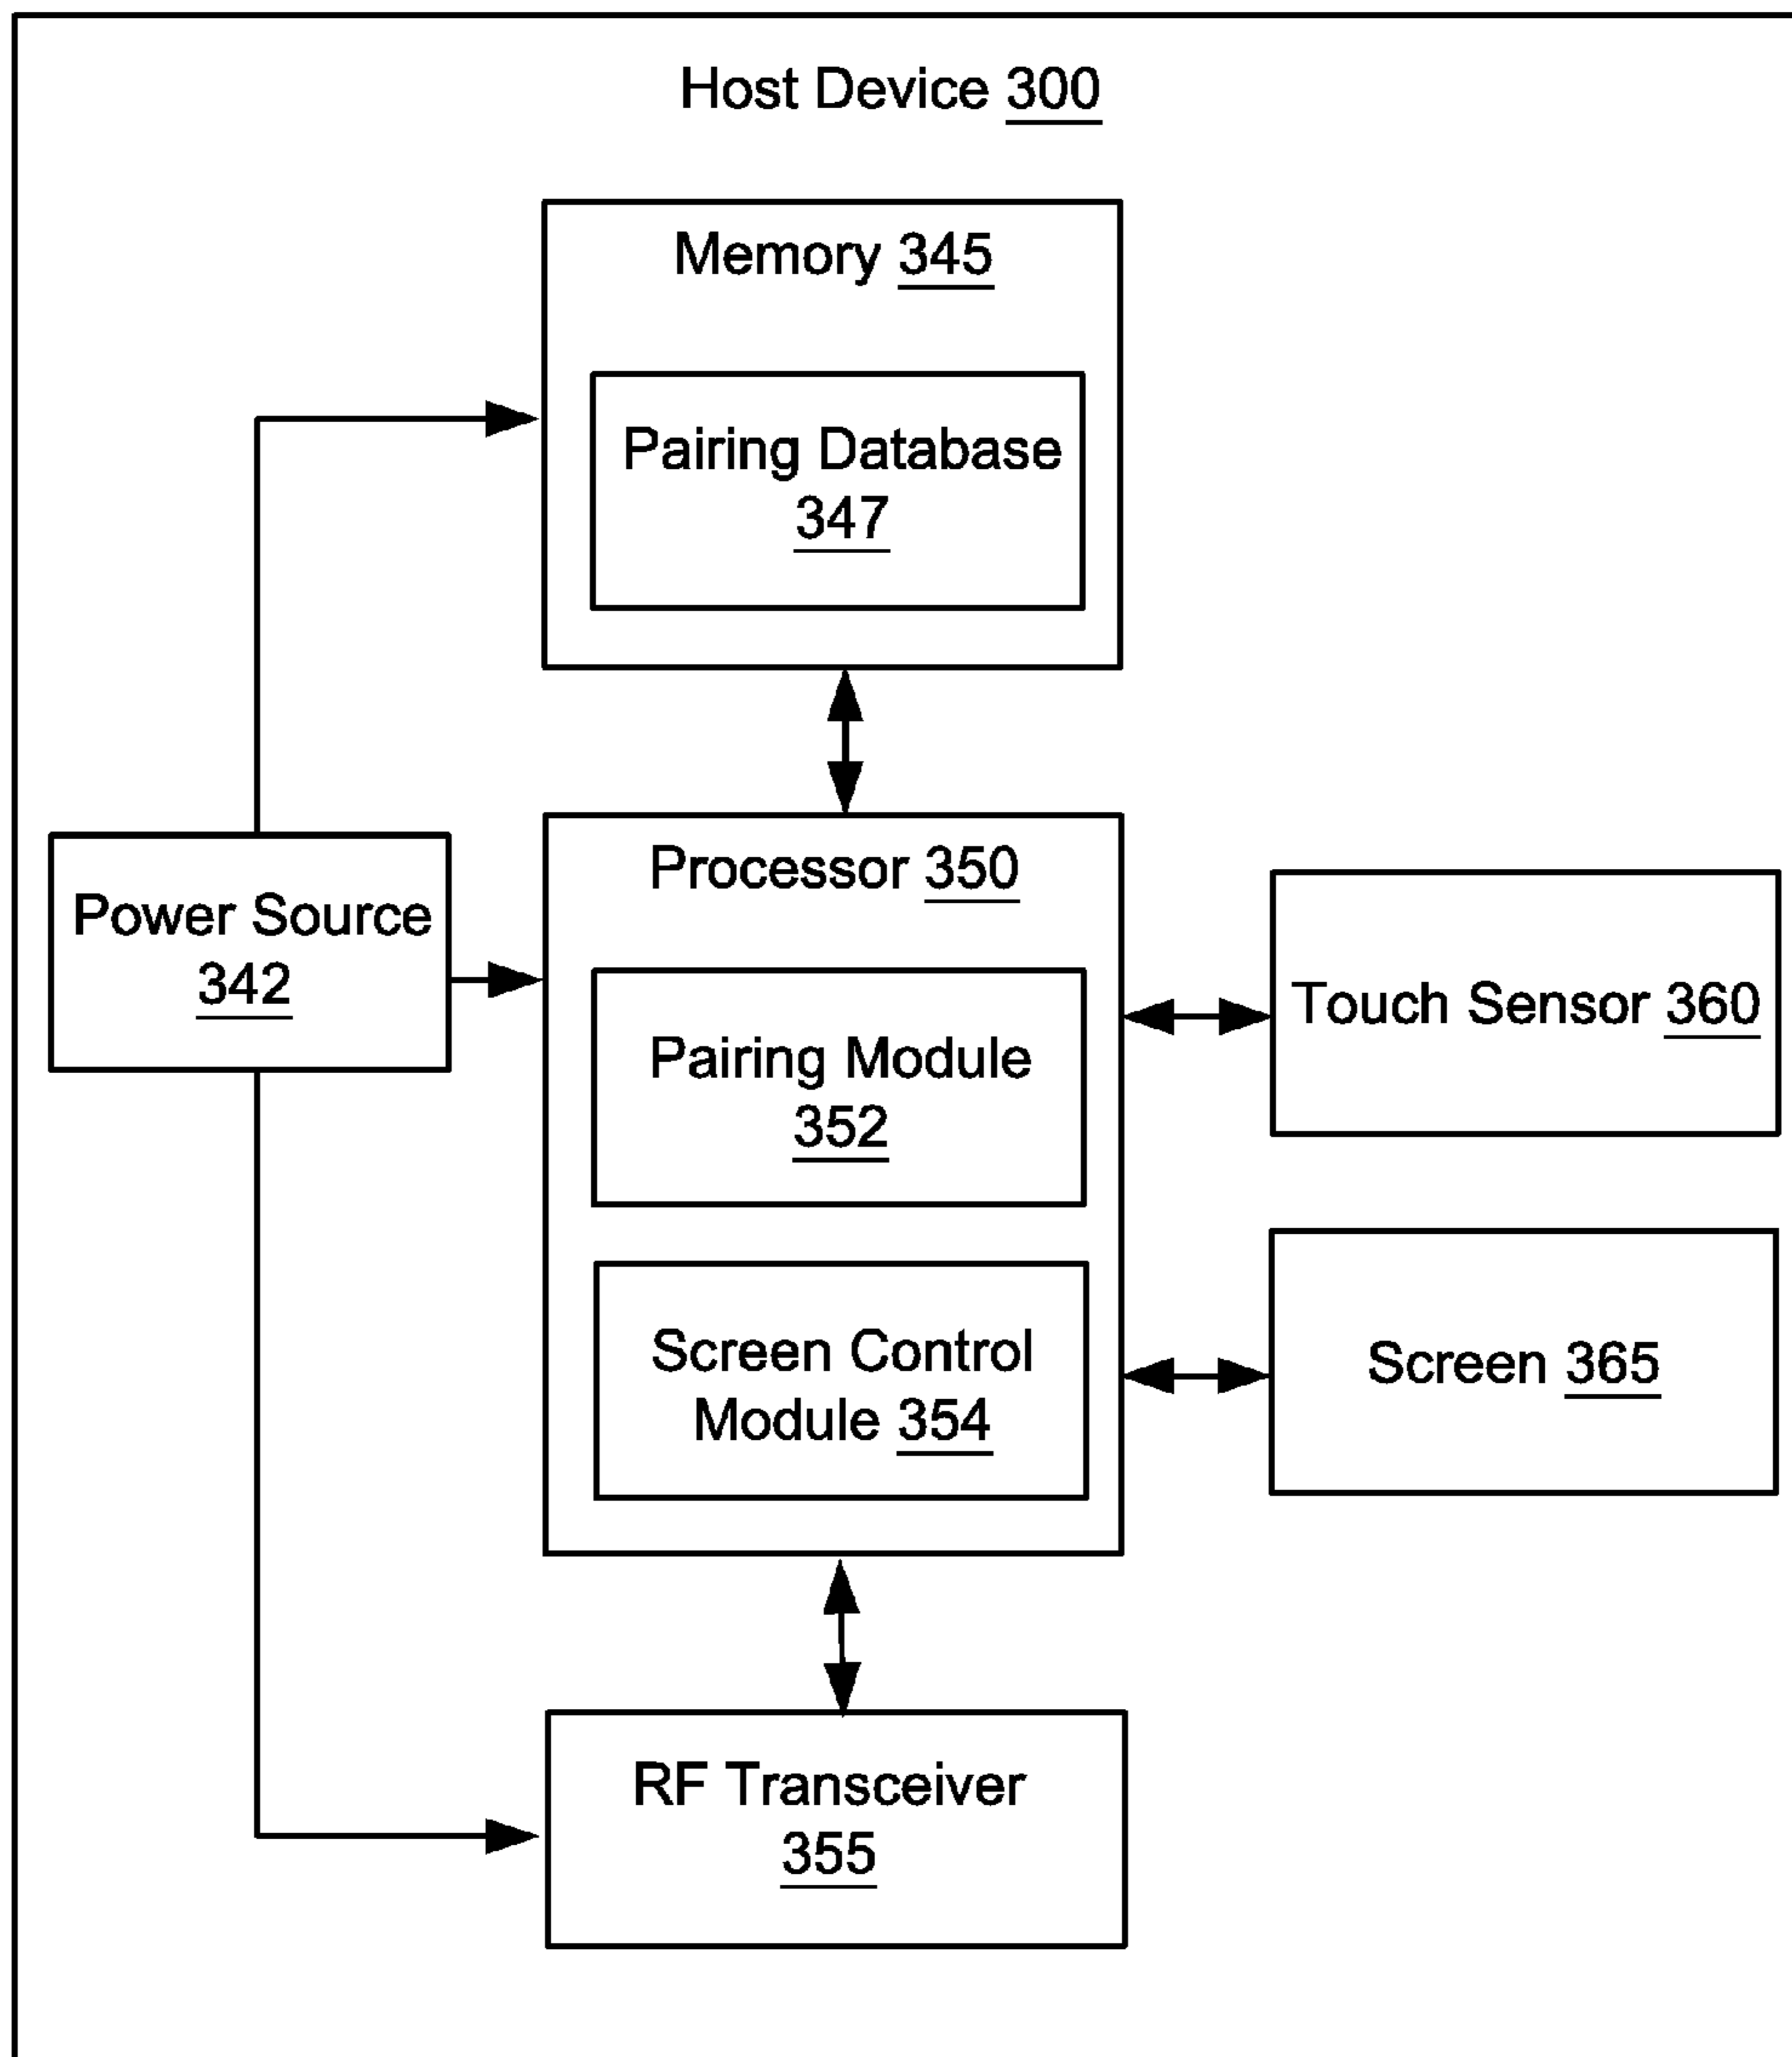 Host Device 300
Memory 345
Pairing Database
347
Power Source
342
Processor 350
Pairing Module
352
Screen Control
Module 354
Touch Sensor 360
Screen 365
RF Transceiver
355